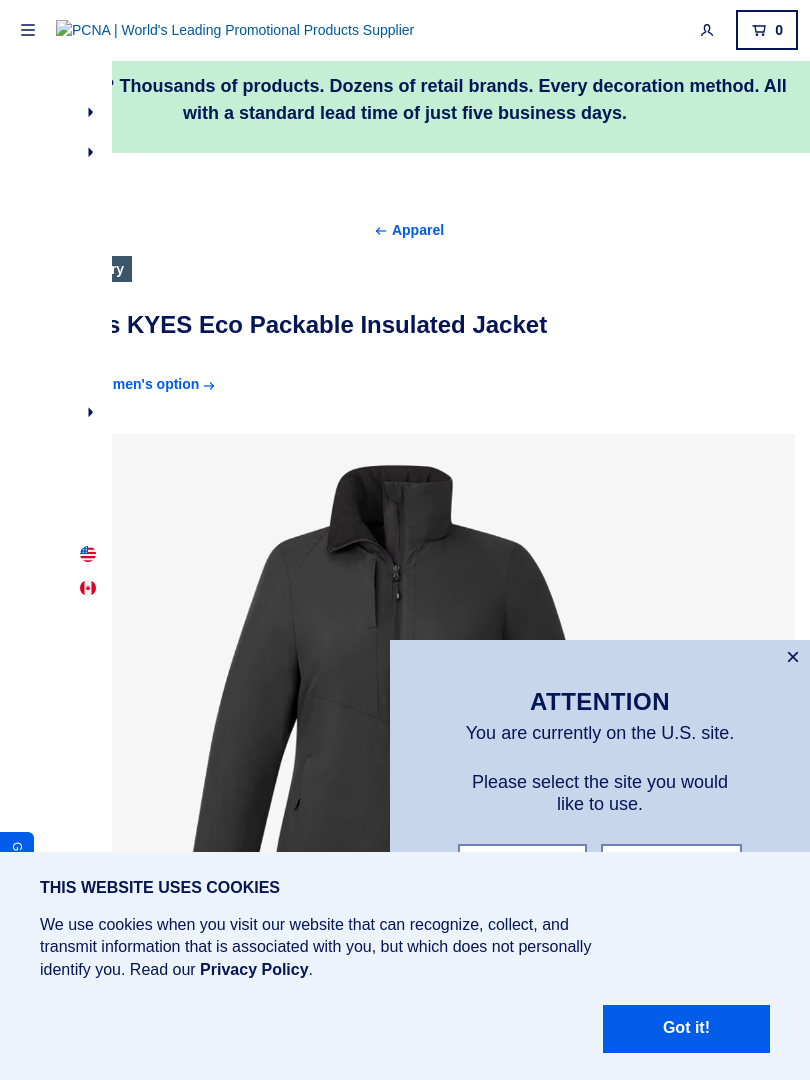 PCNA | World's Leading Promotional Products Supplier
0
? Thousands of products. Dozens of retail brands. Every decoration method. All
with a standard lead time of just five business days.
Apparel
ry
s KYES Eco Packable Insulated Jacket
men's option
ATTENTION
You are currently on the U.S. site.
Please select the site you would
like to use.
G
THIS WEBSITE USES COOKIES
We use cookies when you visit our website that can recognize, collect, and
transmit information that is associated with you, but which does not personally
identify you. Read our Privacy Policy.
Got it!